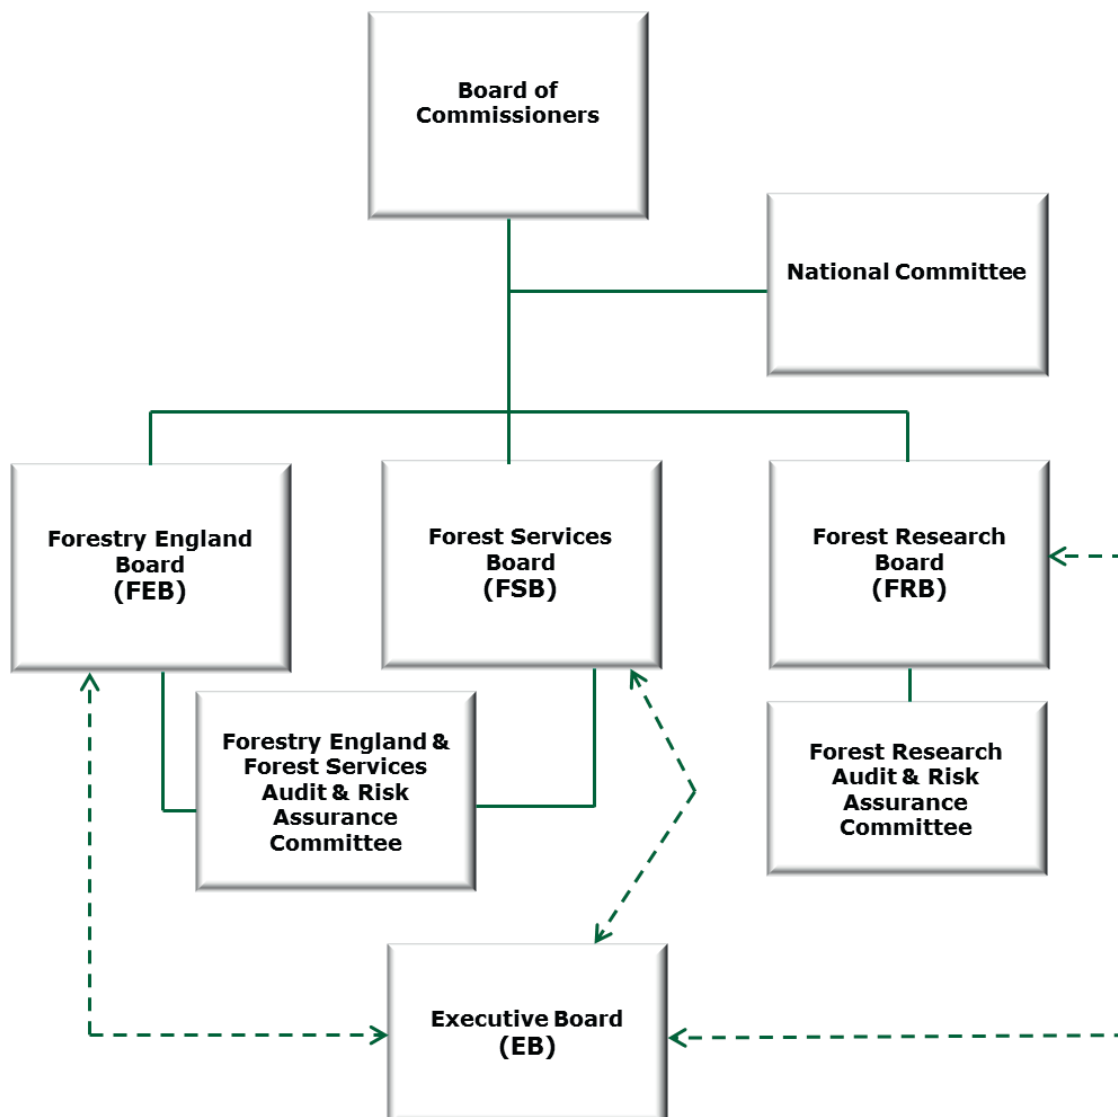 Board of
Commissioners
National Committee
Forestry England
Board
(FEB)
Forest Services
Board
(FSB)
Forest Research
Board
(FRB)
Forestry England &
Forest Services
Audit & Risk
Assurance
Committee
Forest Research
Audit & Risk
Assurance
Committee
Executive Board
(EB)